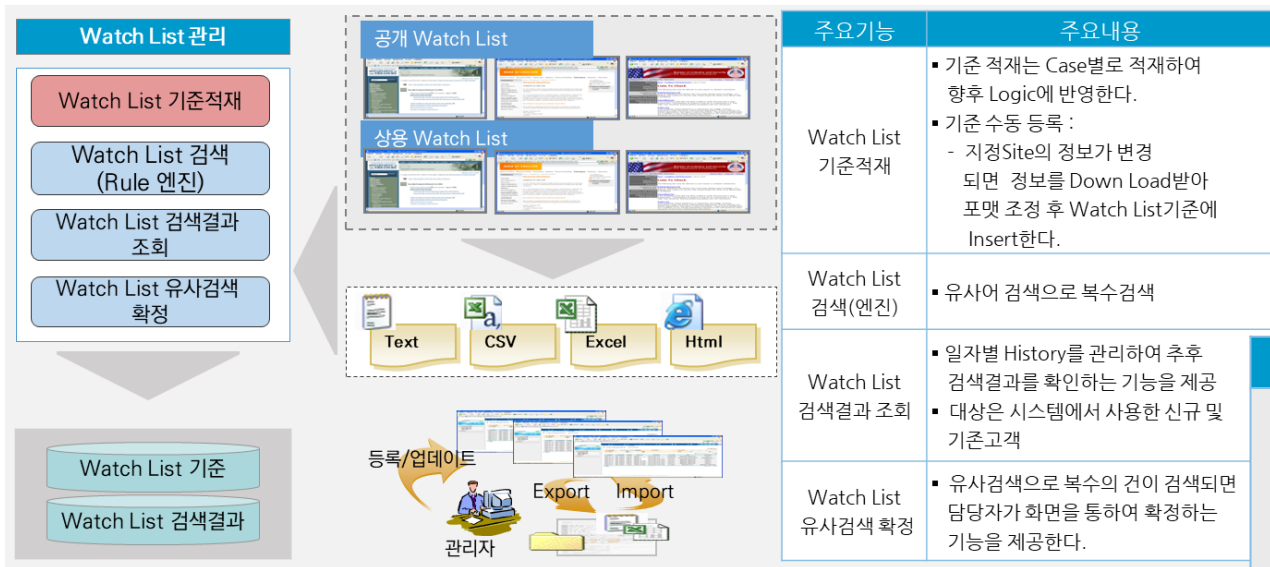 Watch List 관리
Watch List 기준적재
Watch List 검색
(Rule 엔진)
Watch List 검색결과
조회
Watch List 유사검색
확정
Watch List 기준
Watch List 검색결과
공개 Watch List
상용 Watch List
Text
CSV
Excel
Html
등록/업데이트
Export
Import
관리자
주요기능
주요내용
Watch List
기준적재
▪ 기준 적재는 Case별로 적재하여
향후 Logic에 반영한다.
▪ 기준 수동 등록 :
- 지정Site의 정보가 변경
되면 정보를 Down Load받아
포맷 조정 후 Watch List기준에
Insert한다.
Watch List
검색(엔진)
▪ 유사어 검색으로 복수검색
Watch List
검색결과 조회
▪ 일자별 History를 관리하여 추후
검색결과를 확인하는 기능을 제공
▪ 대상은 시스템에서 사용한 신규 및
기존고객
Watch List
유사검색 확정
▪ 유사검색으로 복수의 건이 검색되면
담당자가 화면을 통하여 확정하는
기능을 제공한다.